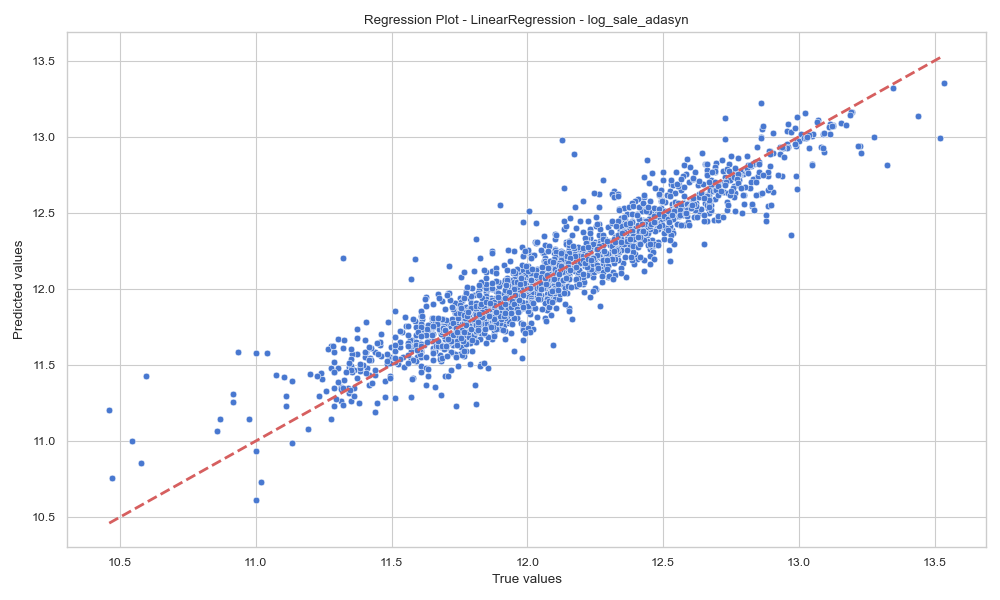 Regression Plot - LinearRegression - log_sale_adasyn
Predicted values
13.5
13.0
12.5
12.0
11.5
11.0
10.5
10.5 11.0 11.5 12.0 12.5 13.0 13.5
True values